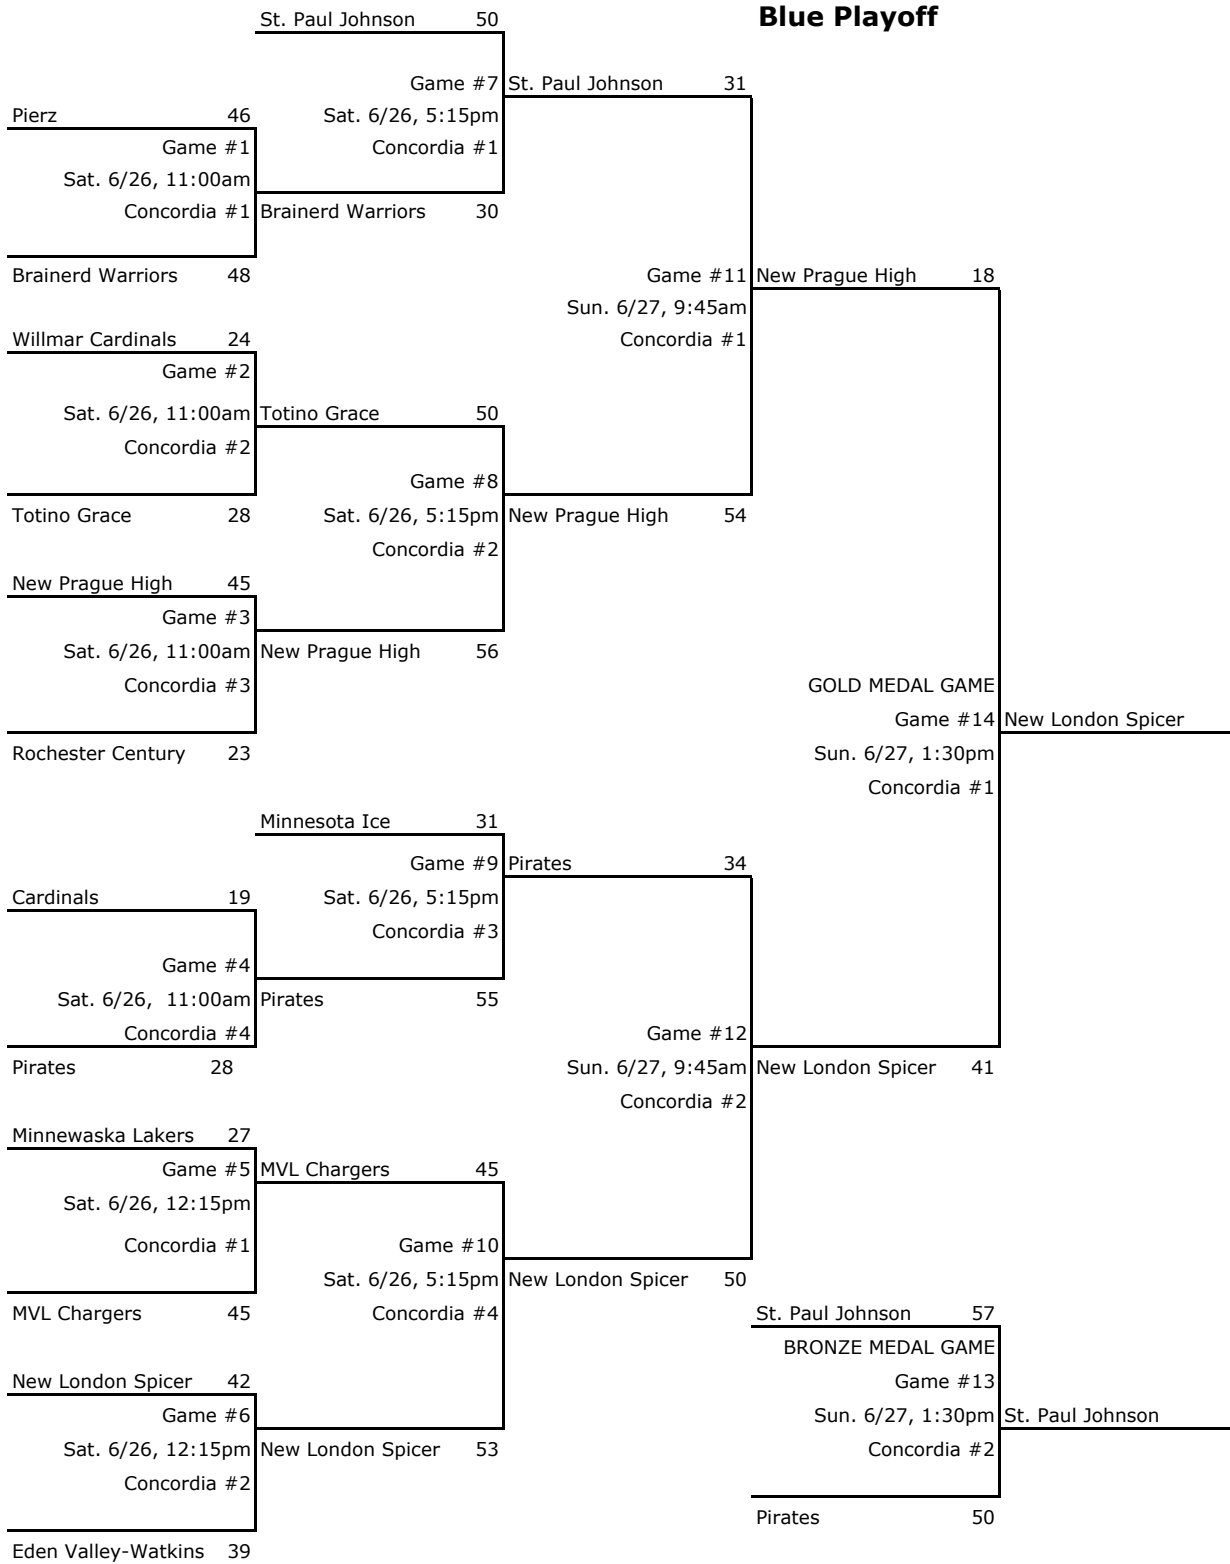 Blue Playoff
St. Paul Johnson 50
Game #7 St. Paul Johnson 31
Pierz 46 Sat. 6/26, 5:15pm
Game #1 Concordia #1
Sat. 6/26, 11:00am
Concordia #1 Brainerd Warriors 30
Brainerd Warriors 48 Game #11 New Prague High 18
Sun. 6/27, 9:45am
Willmar Cardinals 24 Concordia #1
Game #2
Sat. 6/26, 11:00am Totino Grace 50
Concordia #2
Game #8
Totino Grace 28 Sat. 6/26, 5:15pm New Prague High 54
Concordia #2
New Prague High 45
Game #3
Sat. 6/26, 11:00am New Prague High 56
Concordia #3 GOLD MEDAL GAME
Game #14 New London Spicer
Rochester Century 23 Sun. 6/27, 1:30pm
Concordia #1
Minnesota Ice 31
Game #9 Pirates 34
Cardinals 19 Sat. 6/26, 5:15pm
Concordia #3
Game #4
Sat. 6/26, 11:00am Pirates 55
Concordia #4 Game #12
Pirates 28 Sun. 6/27, 9:45am New London Spicer 41
Concordia #2
Minnewaska Lakers 27
Game #5 MVL Chargers 45
Sat. 6/26, 12:15pm
Concordia #1 Game #10
Sat. 6/26, 5:15pm New London Spicer 50
MVL Chargers 45 Concordia #4 St. Paul Johnson 57
BRONZE MEDAL GAME
New London Spicer 42 Game #13
Game #6 Sun. 6/27, 1:30pm St. Paul Johnson
Sat. 6/26, 12:15pm New London Spicer 53 Concordia #2
Concordia #2
Pirates 50
Eden Valley-Watkins 39